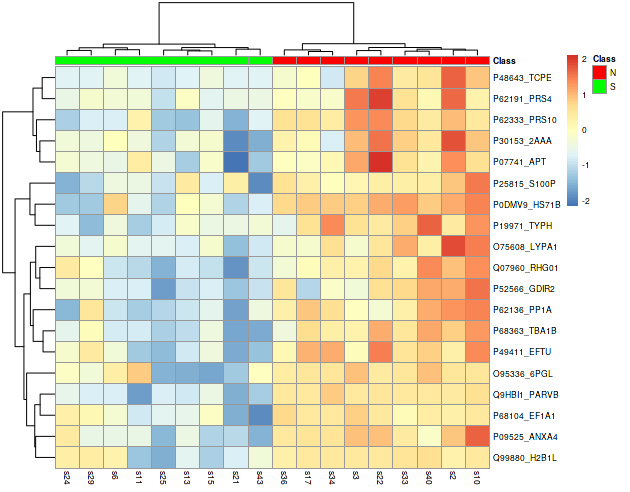 Class
P48643_TCPE
P62191_PRS4
P62333_PRS10
P30153_2AAA
P07741_APT
P25815_S100P
P0DMV9_HS71B
P19971_TYPH
O75608_LYPA1
Q07960_RHG01
P52566_GDIR2
P62136_PP1A
P68363_TBA1B
P49411_EFTU
O95336_6PGL
Q9HBI1_PARVB
P68104_EF1A1
P09525_ANXA4
Q99880_H2B1L
s24 s29 s6 s11 s25 s13 s15 s21 s43 s36 s17 s34 s3 s22 s33 s40 s2 s10
2
1
0
-1
-2
Class
N
S